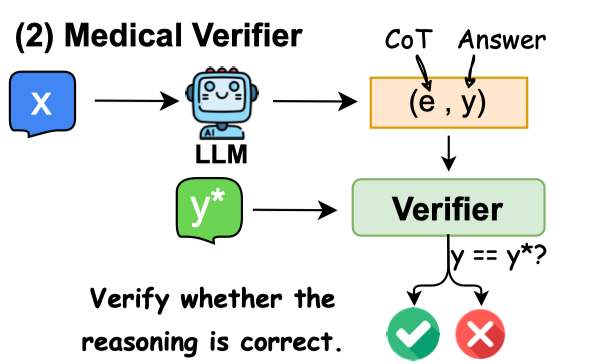 (2) Medical Verifier
CoT Answer
x
(e , y)
AI
LLM
y*
Verifier
y == y*?
Verify whether the
reasoning is correct.